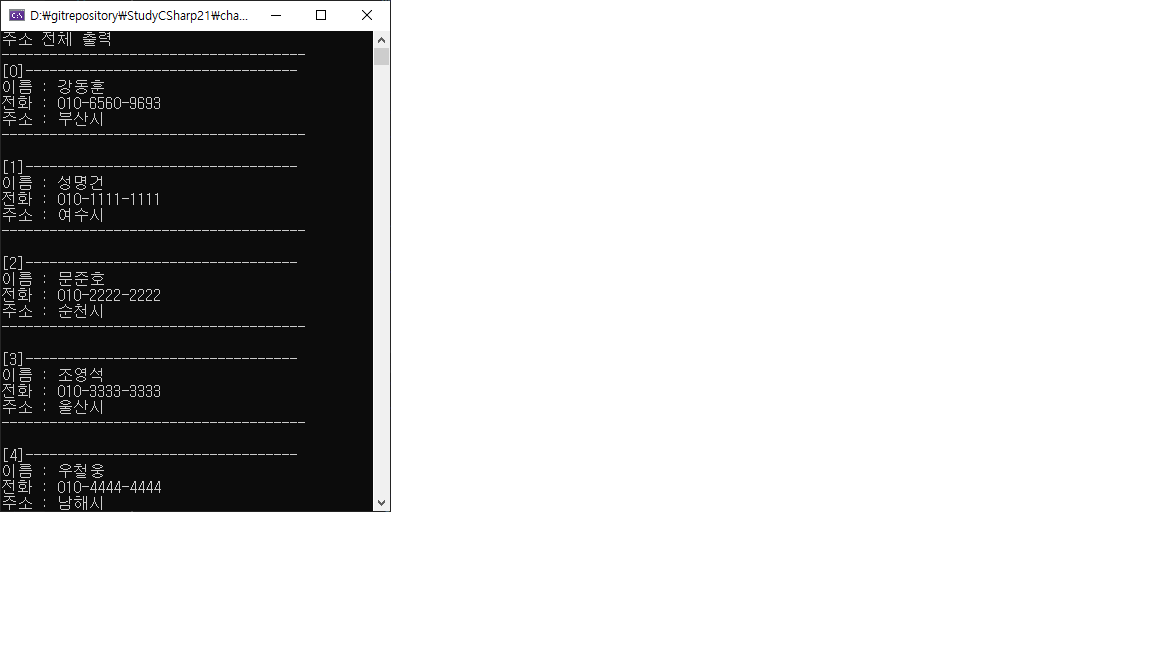 D:₩gitrepository₩StudyCSharp21₩cha...
주소 전체 출력
--------------------------------------
[0]----------------------------------
이름 : 강동훈
전화 : 010-6560-9693
주소 : 부산시
--------------------------------------
[1]----------------------------------
이름 : 성명건
전화 : 010-1111-1111
주소 : 여수시
--------------------------------------
[2]----------------------------------
이름 : 문준호
전화 : 010-2222-2222
주소 : 순천시
--------------------------------------
[3]----------------------------------
이름 : 조영석
전화 : 010-3333-3333
주소 : 울산시
--------------------------------------
[4]----------------------------------
이름 : 우철웅
전화 : 010-4444-4444
주소 : 남해시